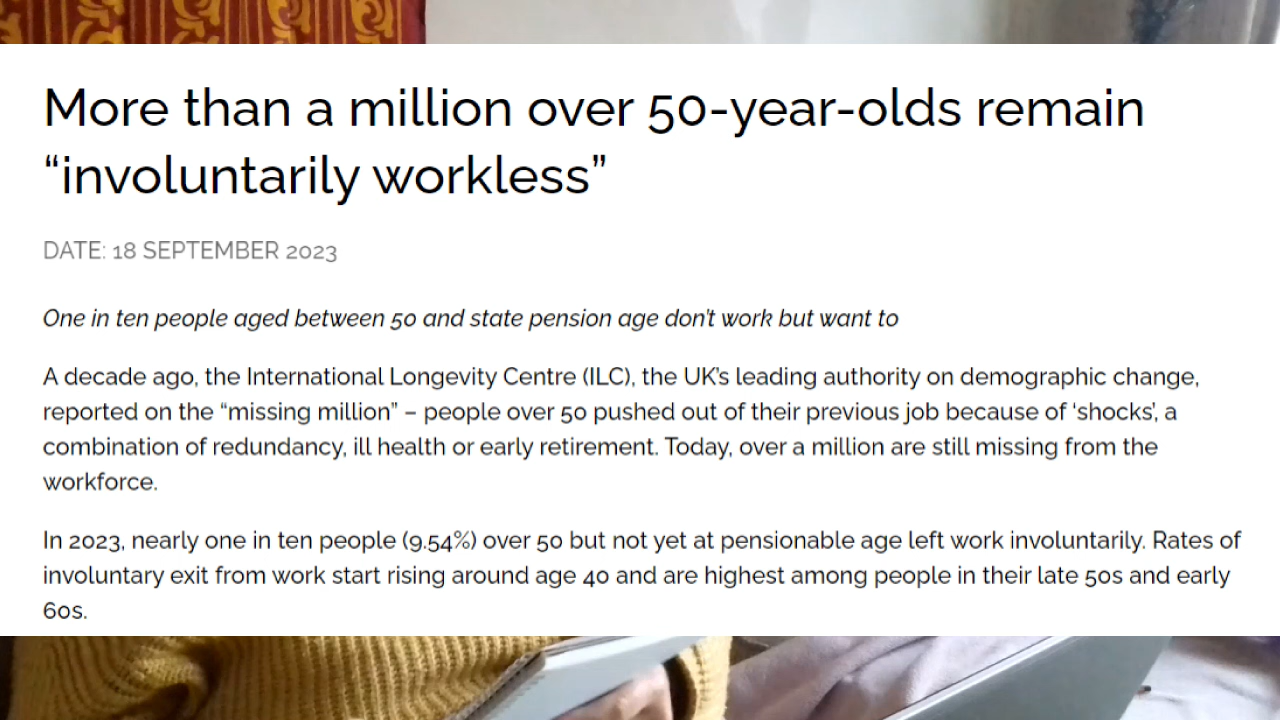 More than a million over 50-year-olds remain
“involuntarily workless”
DATE: 18 SEPTEMBER 2023
One in ten people aged between 50 and state pension age don’t work but want to
A decade ago, the International Longevity Centre (ILC), the UK’s leading authority on demographic change,
reported on the “missing million” – people over 50 pushed out of their previous job because of ‘shocks’, a
combination of redundancy, ill health or early retirement. Today, over a million are still missing from the
workforce.
In 2023, nearly one in ten people (9.54%) over 50 but not yet at pensionable age left work involuntarily. Rates of
involuntary exit from work start rising around age 40 and are highest among people in their late 50s and early
60s.